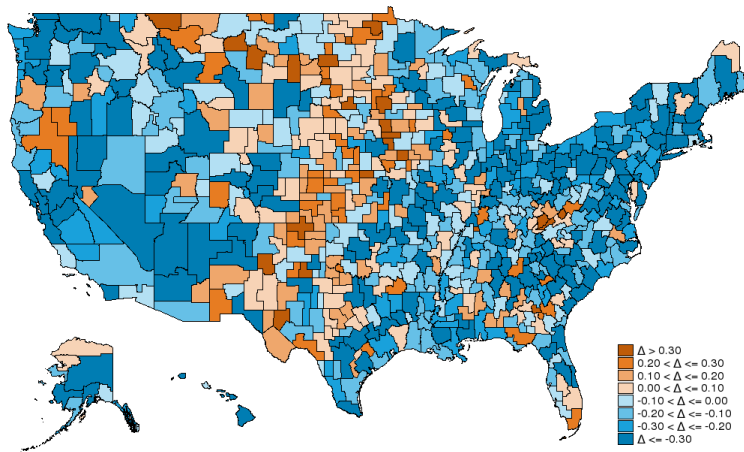 Δ > 0.30
0.20 < Δ <= 0.30
0.10 < Δ <= 0.20
0.00 < Δ <= 0.10
-0.10 < Δ <= 0.00
-0.20 < Δ <= -0.10
-0.30 < Δ <= -0.20
Δ <= -0.30